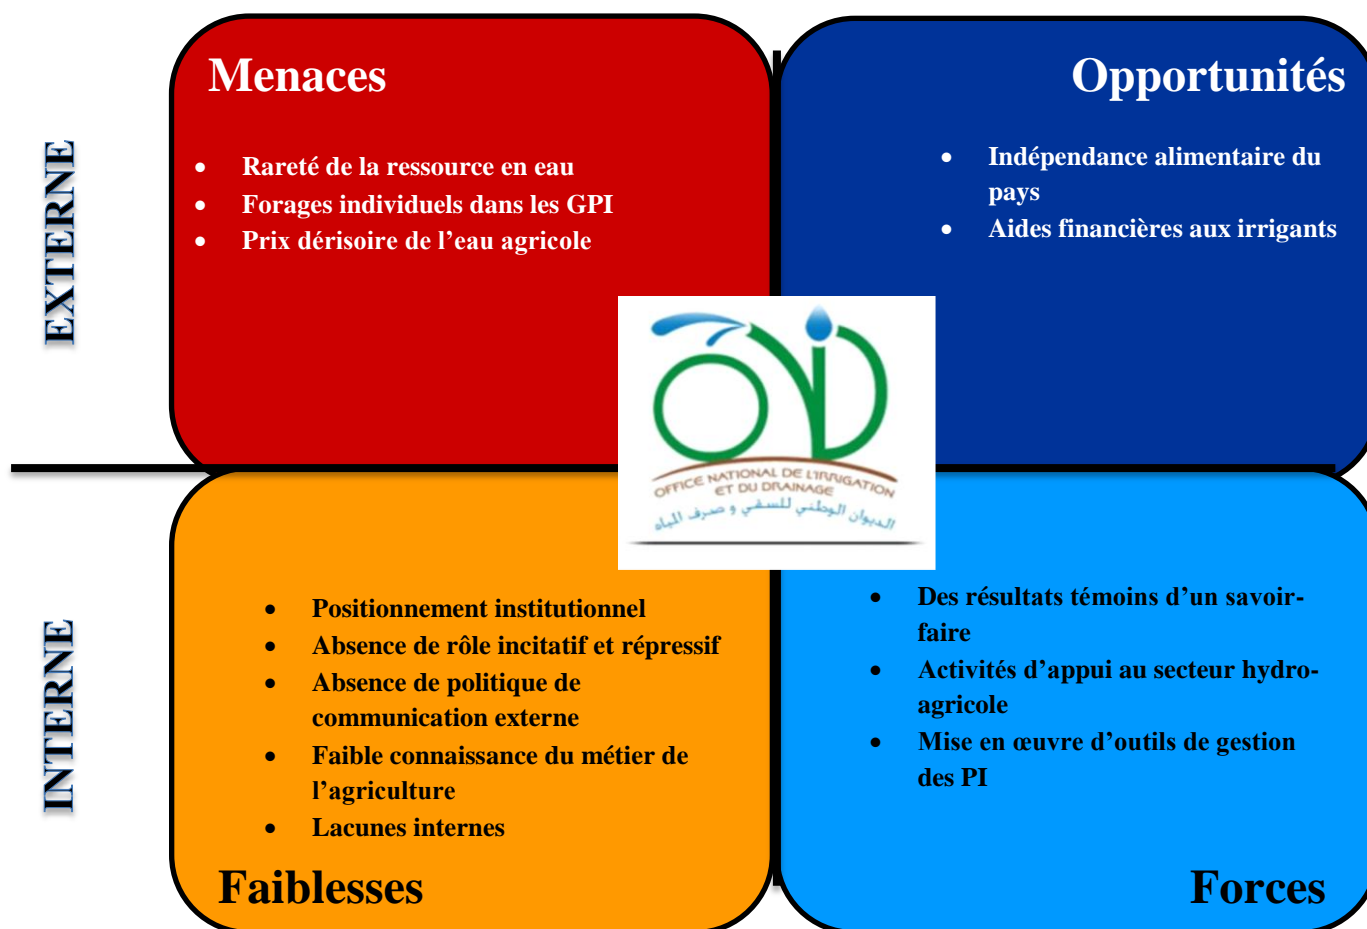 EXTERNE
Menaces
• Rareté de la ressource en eau
• Forages individuels dans les GPI
• Prix dérisoire de l’eau agricole
Opportunités
• Indépendance alimentaire du
pays
• Aides financières aux irrigants
OID
OFFICE NATIONAL DE L'IRRIGATION
ET DU DRAINAGE
الديوان الوطني للسقي و صرف المياه
INTERNE
• Positionnement institutionnel
• Absence de rôle incitatif et répressif
• Absence de politique de
communication externe
• Faible connaissance du métier de
l’agriculture
• Lacunes internes
Faiblesses
• Des résultats témoins d’un savoir-
faire
• Activités d’appui au secteur hydro-
agricole
• Mise en œuvre d’outils de gestion
des PI
Forces